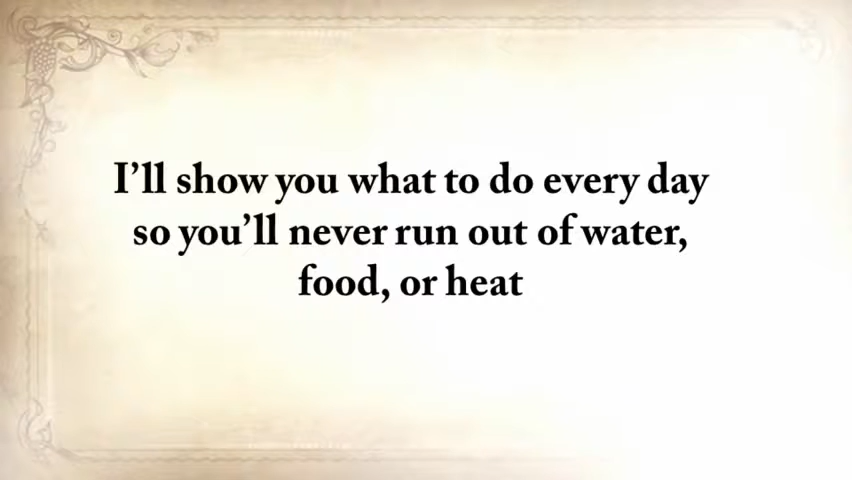 I'll show you what to do every day
so you'll never run out of water,
food, or heat